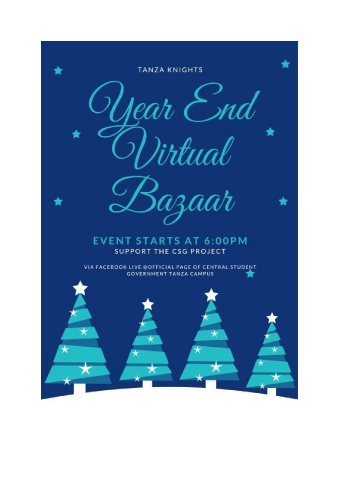 TANZA KNIGHTS
Year End
Virtual
Bazaar
EVENT STARTS AT 6:00PM
SUPPORT THE CSG PROJECT
VIA FACEBOOK LIVE @OFFICIAL PAGE OF CENTRAL STUDENT
GOVERNMENT TANZA CAMPUS